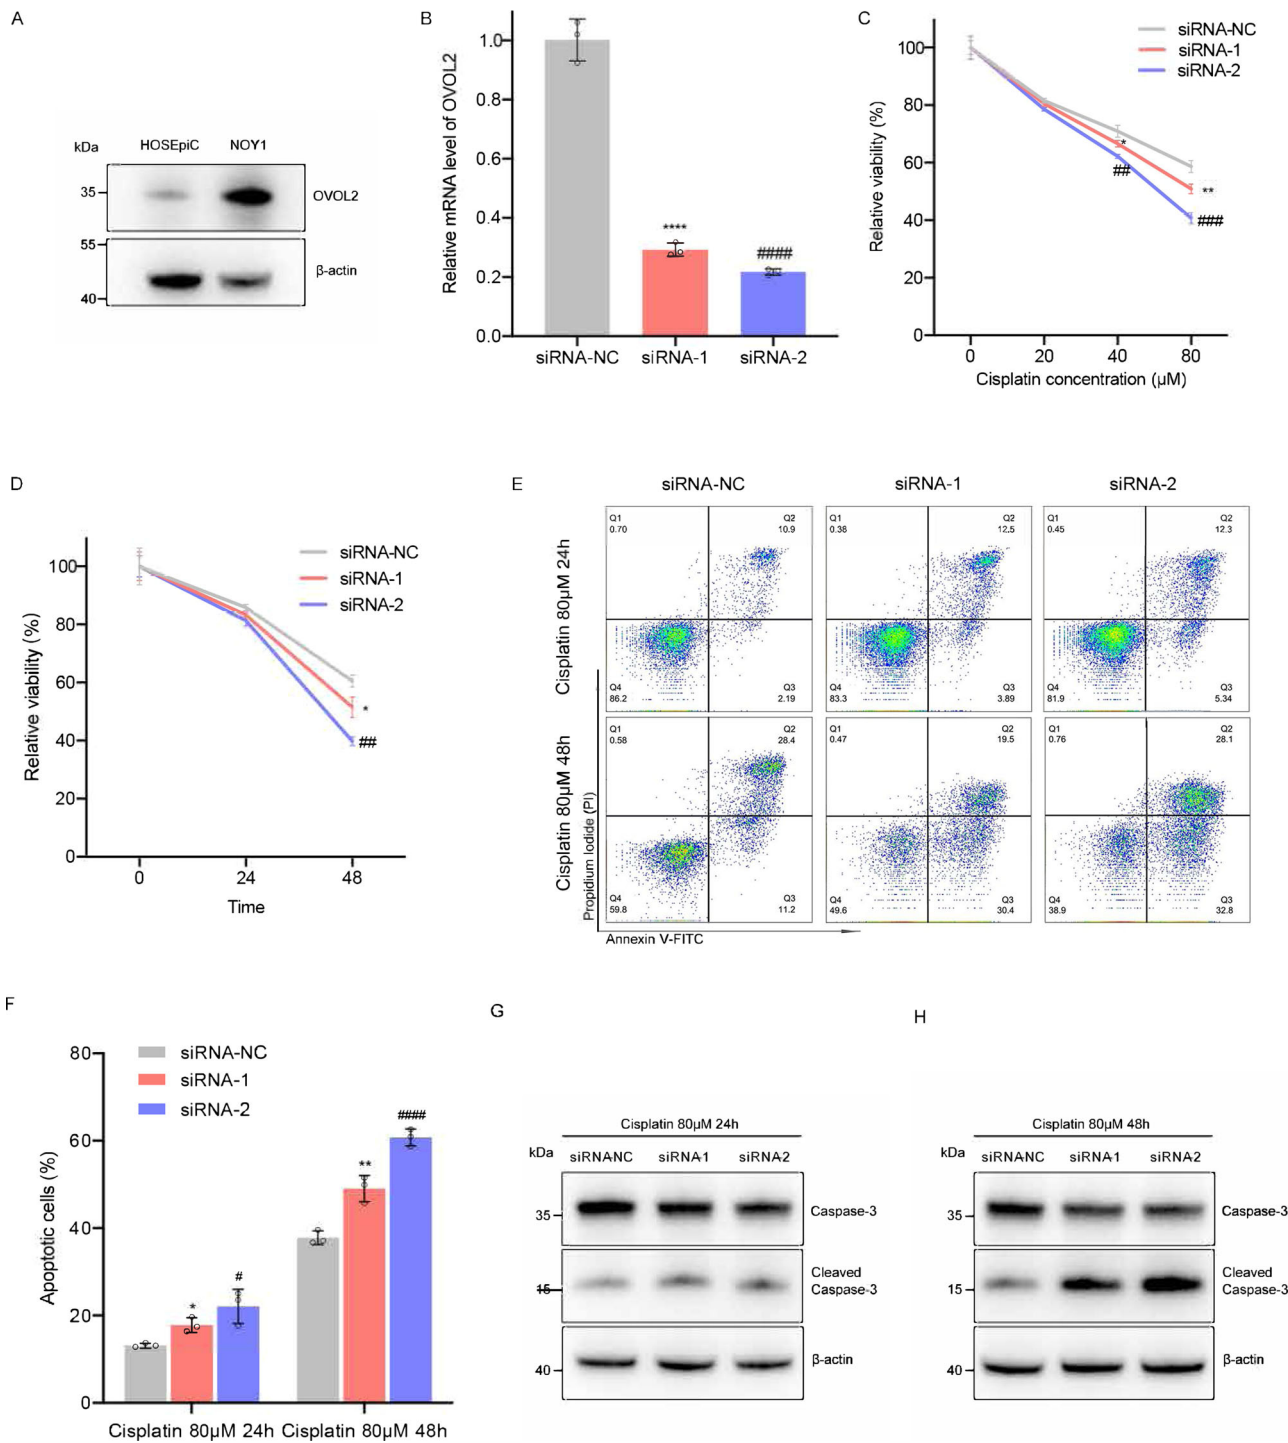 A
kDa
HOSEpiC
NOY1
35
OVOL2
55
β-actin
40
B
Relative mRNA level of OVOL2
1.0
0.8
0.6
0.4
0.2
0.0
****
####
siRNA-NC
siRNA-1
siRNA-2
C
siRNA-NC
siRNA-1
siRNA-2
Relative viability (%)
100
80
60
40
20
0
*
##
**
###
0
20
40
80
Cisplatin concentration (µM)
D
siRNA-NC
siRNA-1
siRNA-2
Relative viability (%)
100
80
60
40
20
0
*
##
0
24
48
Time
E
siRNA-NC
siRNA-1
siRNA-2
Cisplatin 80µM 24h
Q1
0.70
Q2
10.9
Q4
86.2
Q3
2.19
Q1
0.38
Q2
12.5
Q4
83.3
Q3
3.89
Q1
0.45
Q2
12.3
Q4
81.9
Q3
5.34
Cisplatin 80µM 48h
Q1
0.58
Q2
28.4
Q4
59.8
Q3
11.2
Q1
0.47
Q2
19.5
Q4
49.6
Q3
30.4
Q1
0.76
Q2
28.1
Q4
38.9
Q3
32.8
Propidium Iodide (PI)
Annexin V-FITC
F
siRNA-NC
siRNA-1
siRNA-2
Apoptotic cells (%)
80
60
40
20
0
*
#
**
####
Cisplatin 80µM 24h
Cisplatin 80µM 48h
G
Cisplatin 80µM 24h
kDa
siRNA-NC
siRNA-1
siRNA-2
35
Caspase-3
15
Cleaved
Caspase-3
40
β-actin
H
Cisplatin 80µM 48h
kDa
siRNA-NC
siRNA-1
siRNA-2
35
Caspase-3
15
Cleaved
Caspase-3
40
β-actin